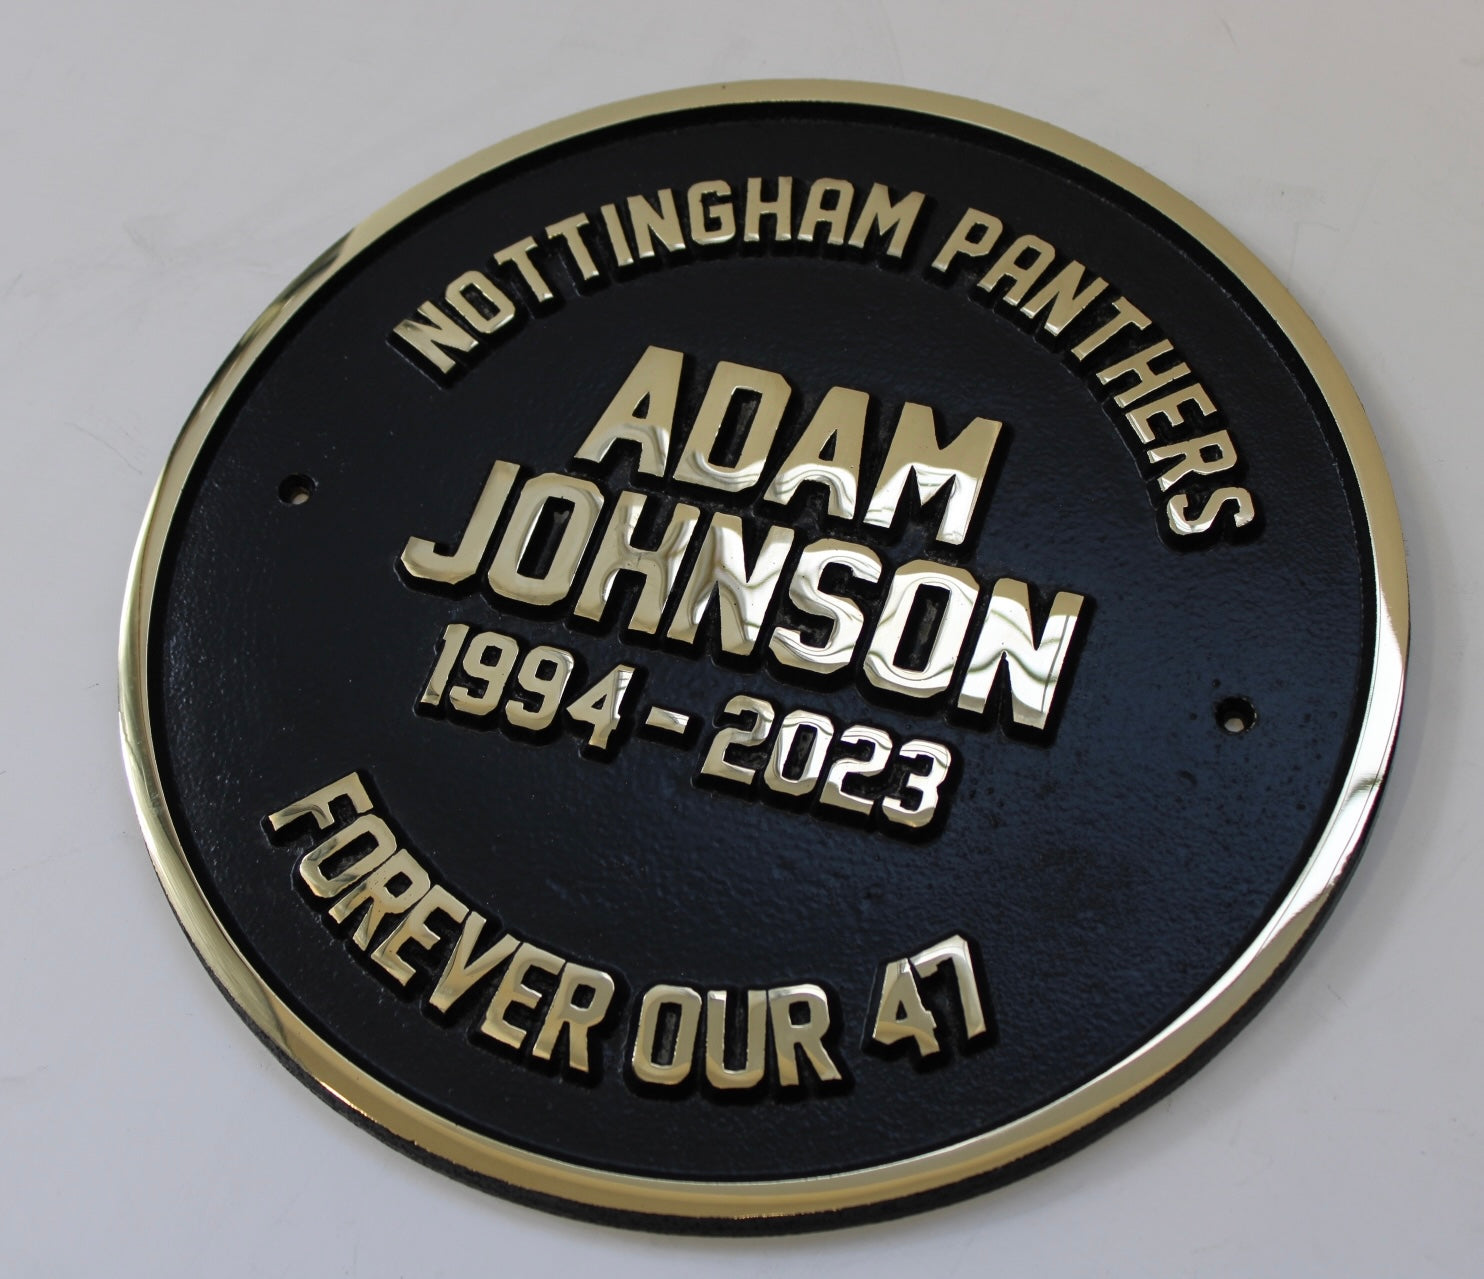 NOTTINGHAM PANTHERS
ADAM
JOHNSON
1994 - 2023
FOREVER OUR 47